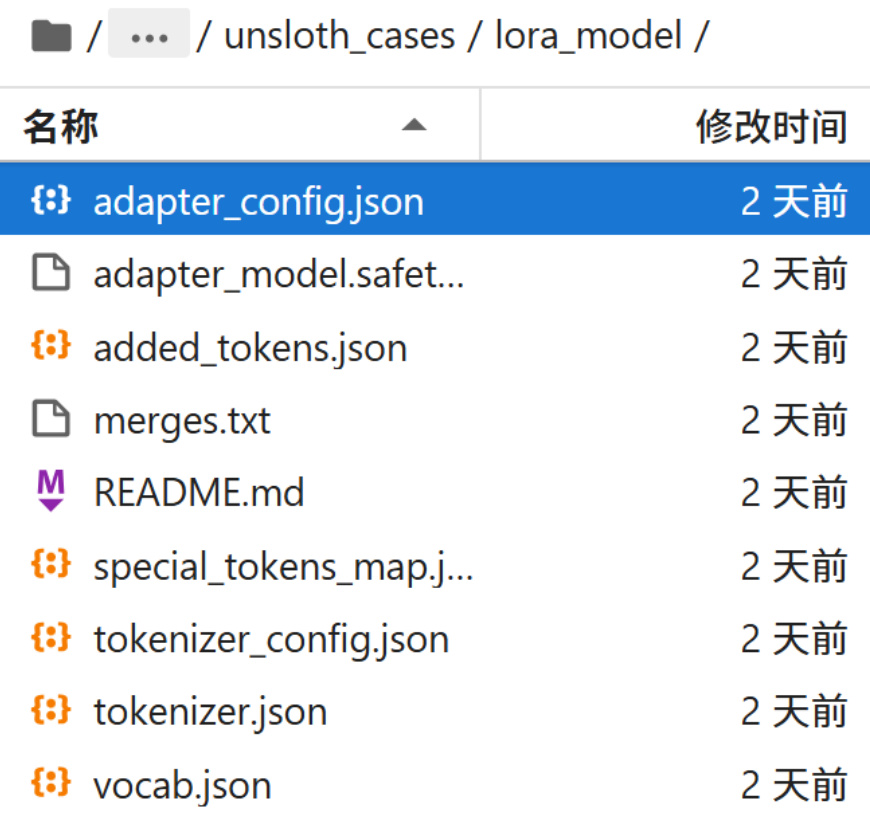 / ... / unsloth_cases / lora_model /
名称 修改时间
adapter_config.json 2 天前
adapter_model.safet... 2 天前
added_tokens.json 2 天前
merges.txt 2 天前
README.md 2 天前
special_tokens_map.j... 2 天前
tokenizer_config.json 2 天前
tokenizer.json 2 天前
vocab.json 2 天前